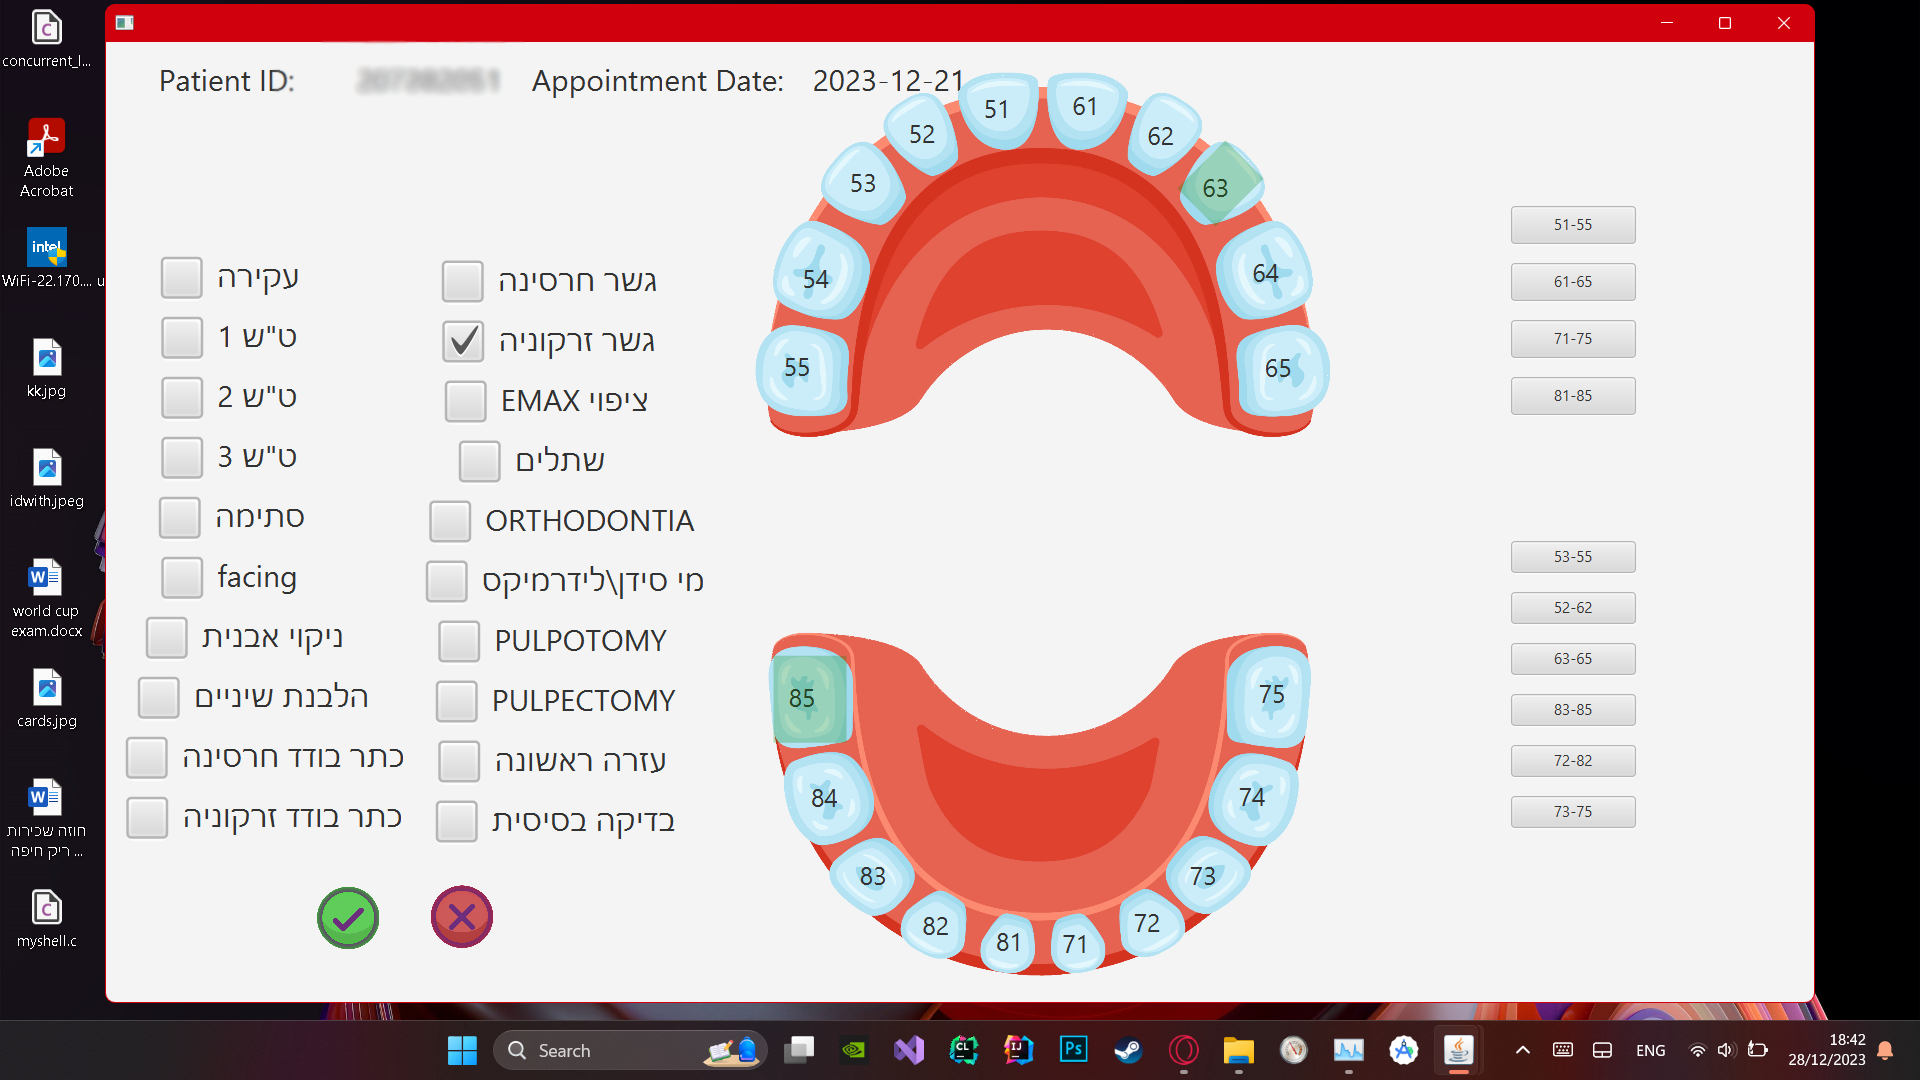 concurrent_l...
Adobe
Acrobat
intel
WiFi-22.170.... u
kk.jpg
idwith.jpeg
world cup
exam.docx
cards.jpg
חוזה שכירות
ריק חיפה ...
myshell.c
Patient ID:
Appointment Date: 2023-12-21
עקירה
ט"ש 1
ט"ש 2
ט"ש 3
סתימה
facing
ניקוי אבנית
הלבנת שיניים
כתר בודד חרסינה
כתר בודד זרקוניה
גשר חרסינה
גשר זרקוניה
ציפוי EMAX
שתלים
ORTHODONTIA
מי סידן\לידרמיקס
PULPOTOMY
PULPECTOMY
עזרה ראשונה
בדיקה בסיסית
51
61
52
62
53
63
54
64
55
65
85
75
84
74
83
73
82
72
81
71
51-55
61-65
71-75
81-85
53-55
52-62
63-65
83-85
72-82
73-75
Search
CL
IJ
Ps
ENG
18:42
28/12/2023